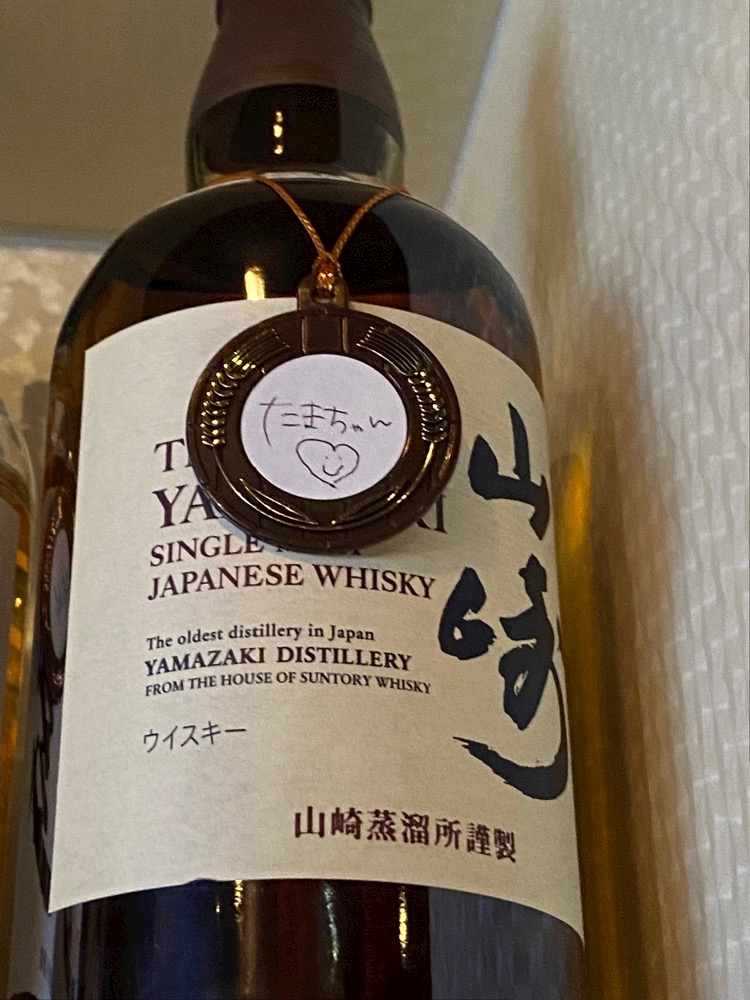 たまちゃん
SINGLE
JAPANESE WHISKY
The oldest distillery in Japan
YAMAZAKI DISTILLERY
FROM THE HOUSE OF SUNTORY WHISKY
ウイスキー
山崎
山崎蒸溜所謹製